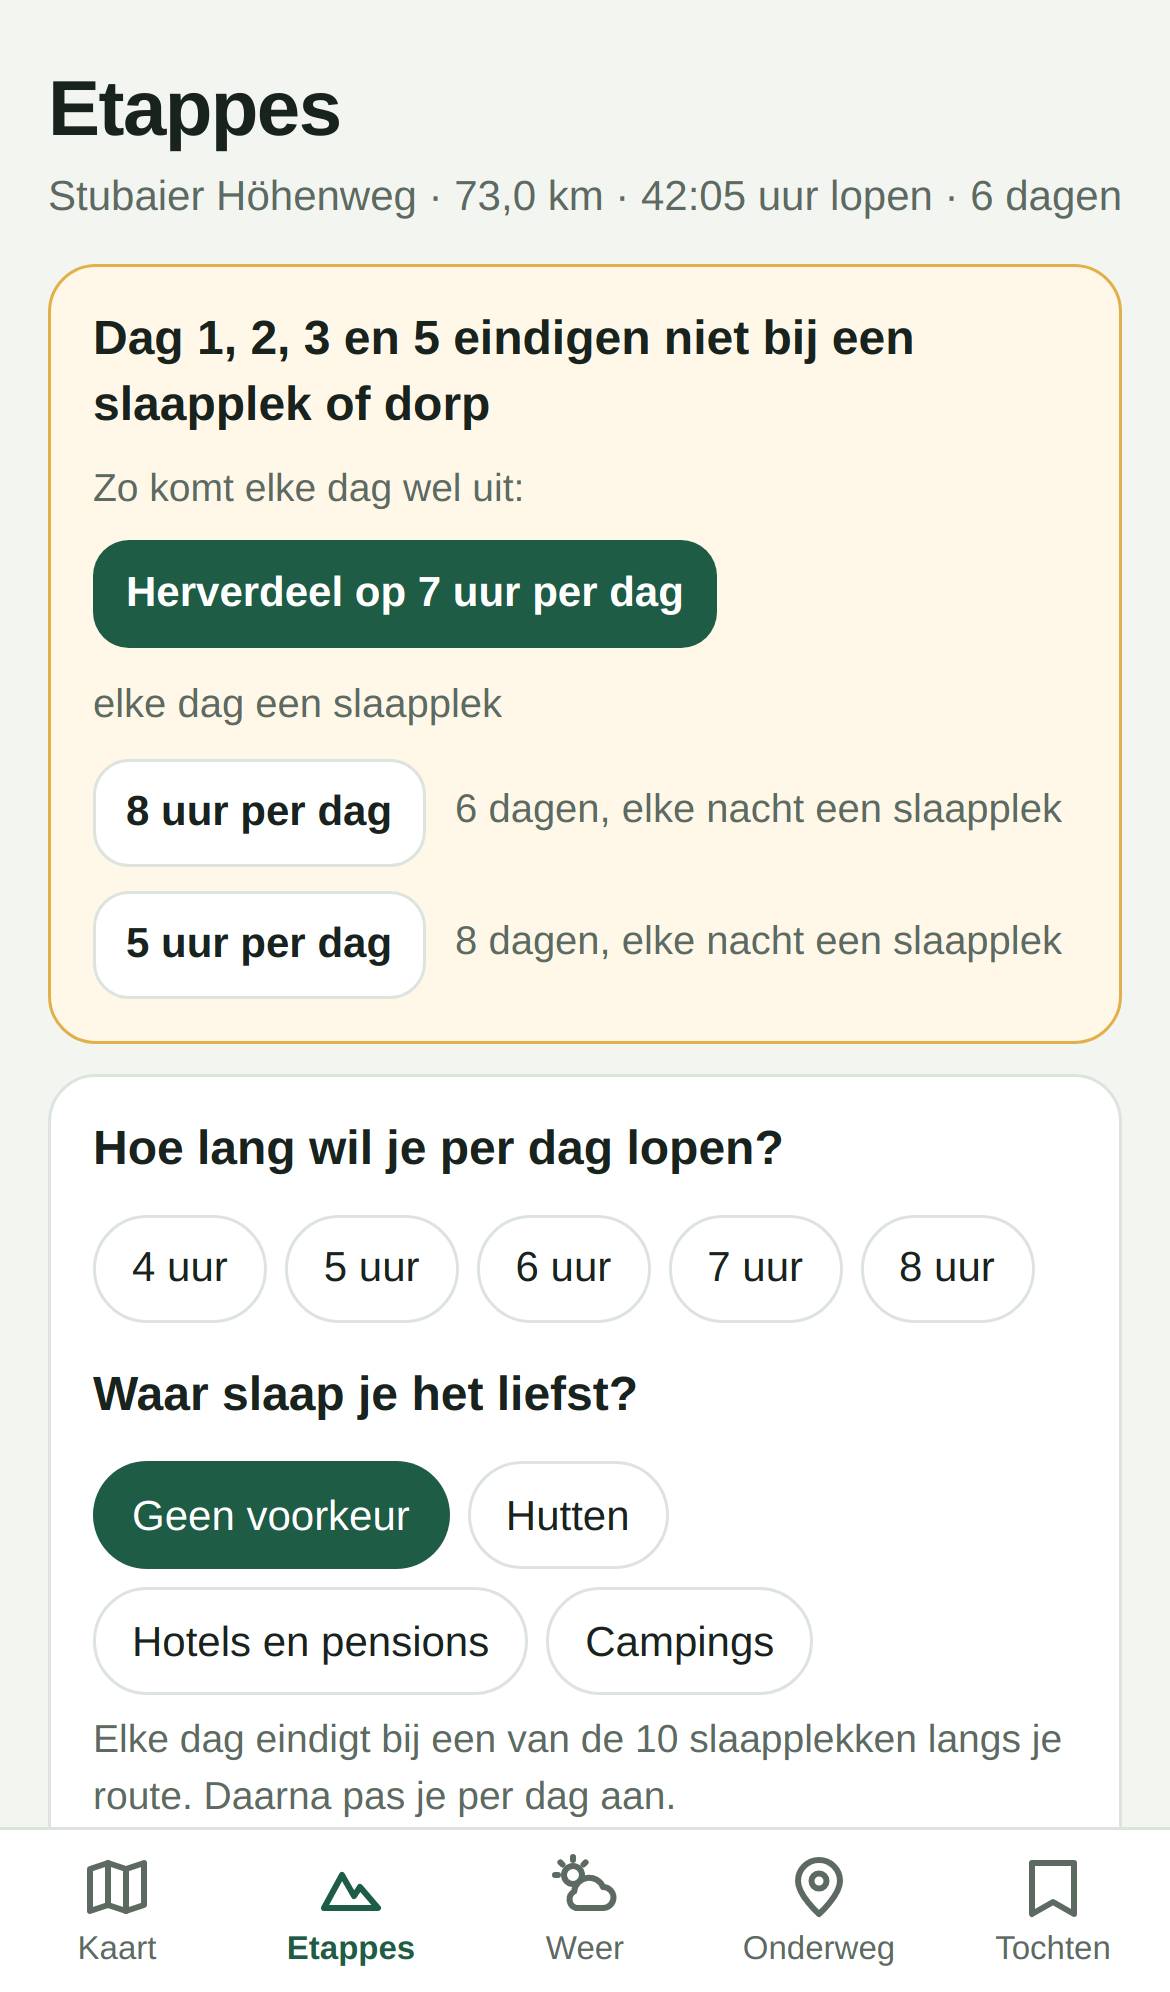 Etappes
Stubaier Höhenweg · 73,0 km · 42:05 uur lopen · 6 dagen
Dag 1, 2, 3 en 5 eindigen niet bij een
slaapplek of dorp
Zo komt elke dag wel uit:
Herverdeel op 7 uur per dag
elke dag een slaapplek
8 uur per dag 6 dagen, elke nacht een slaapplek
5 uur per dag 8 dagen, elke nacht een slaapplek
Hoe lang wil je per dag lopen?
4 uur 5 uur 6 uur 7 uur 8 uur
Waar slaap je het liefst?
Geen voorkeur Hutten
Hotels en pensions Campings
Elke dag eindigt bij een van de 10 slaapplekken langs je
route. Daarna pas je per dag aan.
Kaart Etappes Weer Onderweg Tochten